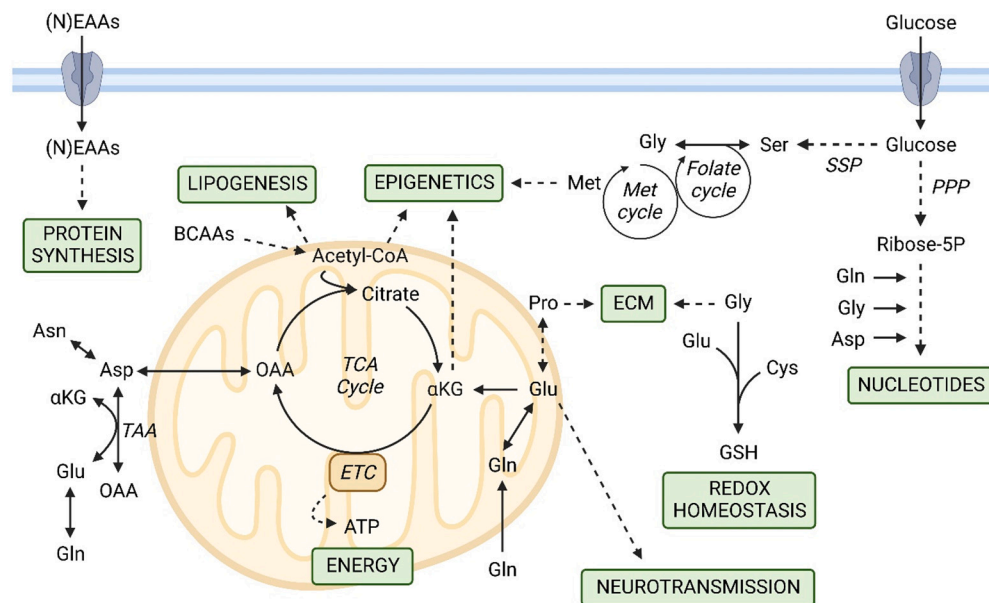 (N)EAAs
Glucose
(N)EAAs
Gly
Ser
Glucose
SSP
Folate
cycle
PPP
LIPOGENESIS
EPIGENETICS
Met
Met
cycle
PROTEIN
SYNTHESIS
BCAAs
Acetyl-CoA
Ribose-5P
Citrate
Gln
Pro
ECM
Gly
Gly
Asn
Glu
Asp
Asp
OAA
TCA
Cycle
Cys
αKG
αKG
Glu
NUCLEOTIDES
TAA
Glu
OAA
ETC
Gln
GSH
REDOX
HOMEOSTASIS
ATP
Gln
ENERGY
Gln
NEUROTRANSMISSION